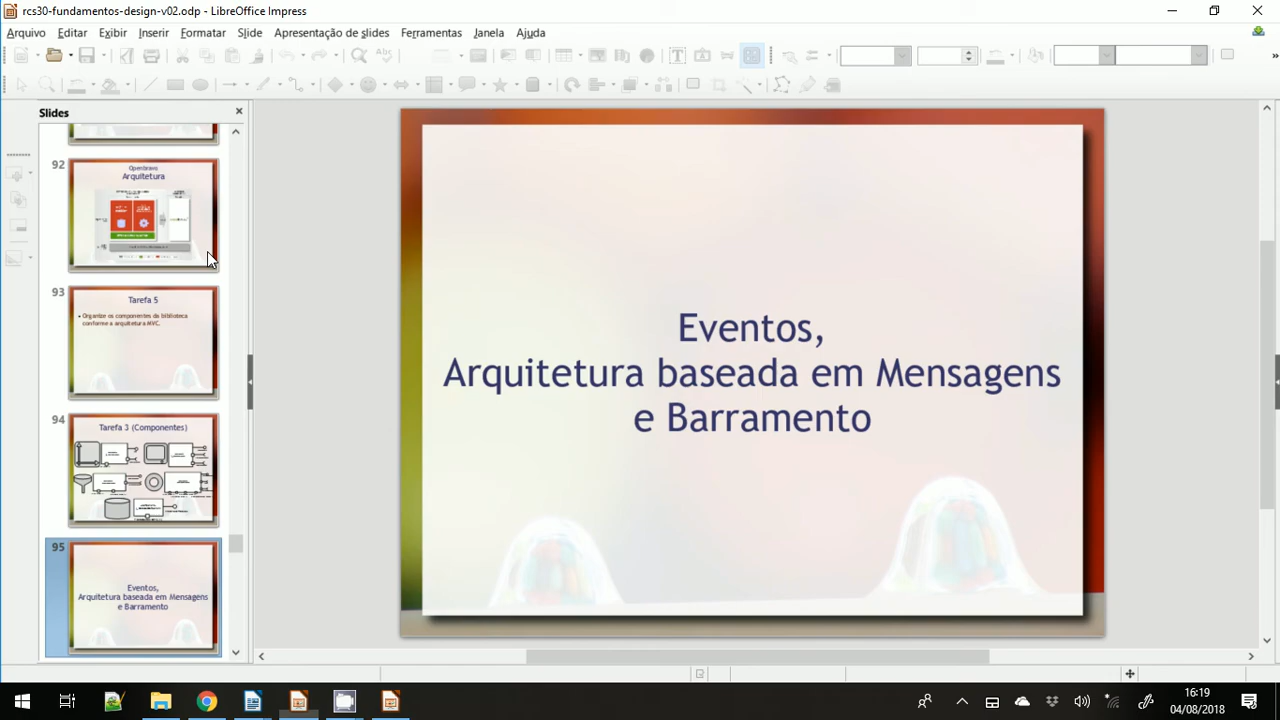 rcs30-fundamentos-design-v02.odp - LibreOffice Impress
Arquivo Editar Exibir Inserir Formatar Slide Apresentação de slides Ferramentas Janela Ajuda
Slides
92
Openbravo
Arquitetura
93
Tarefa 5
• Organize os componentes da biblioteca
conforme a arquitetura MVC.
94
Tarefa 3 (Componentes)
95
Eventos,
Arquitetura baseada em Mensagens
e Barramento
Eventos,
Arquitetura baseada em Mensagens
e Barramento
16:19
04/08/2018